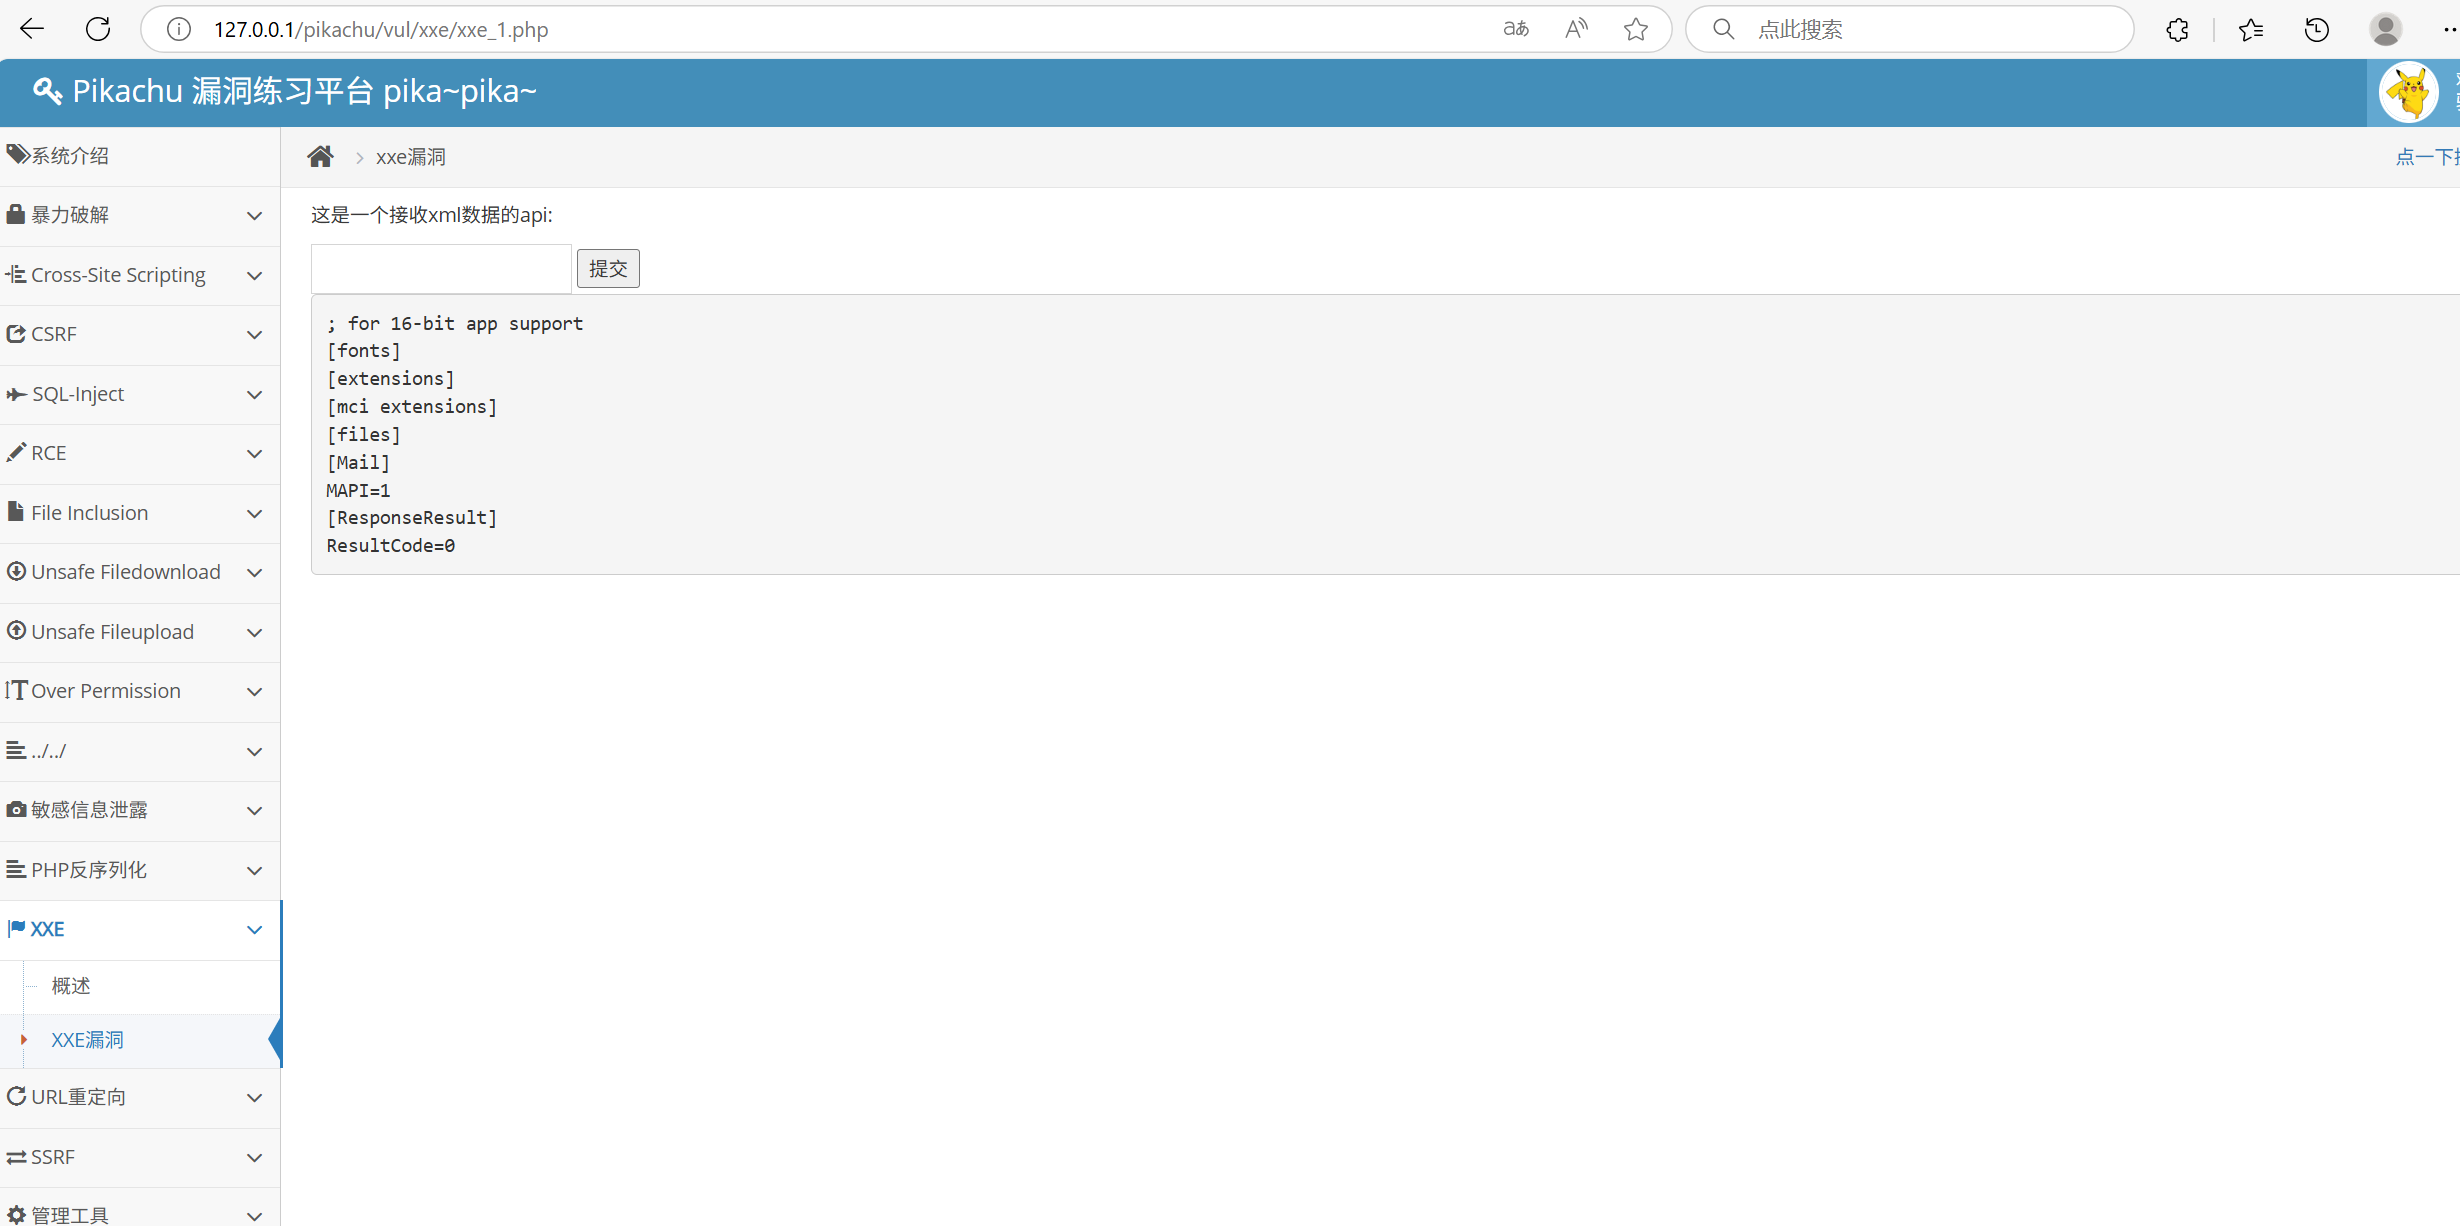 127.0.0.1/pikachu/vul/xxe/xxe_1.php
aあ
点此搜索
Pikachu 漏洞练习平台 pika~pika~
系统介绍
xxe漏洞
点一下
暴力破解
Cross-Site Scripting
CSRF
SQL-Inject
RCE
File Inclusion
Unsafe Filedownload
Unsafe Fileupload
Over Permission
../../
敏感信息泄露
PHP反序列化
XXE
概述
XXE漏洞
URL重定向
SSRF
管理工具
这是一个接收xml数据的api:
提交
; for 16-bit app support
[fonts]
[extensions]
[mci extensions]
[files]
[Mail]
MAPI=1
[ResponseResult]
ResultCode=0